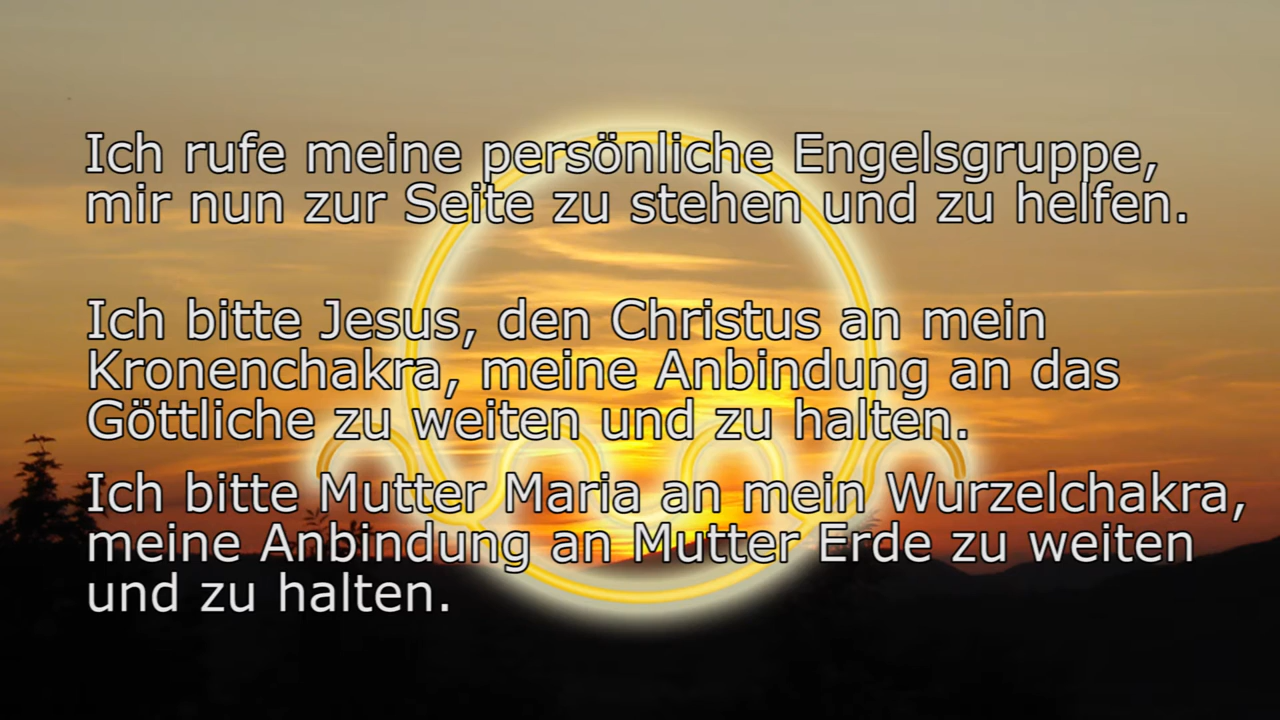 Ich rufe meine persönliche Engelsgruppe,
mir nun zur Seite zu stehen und zu helfen.
Ich bitte Jesus, den Christus an mein
Kronenchakra, meine Anbindung an das
Göttliche zu weiten und zu halten.
Ich bitte Mutter Maria an mein Wurzelchakra,
meine Anbindung an Mutter Erde zu weiten
und zu halten.